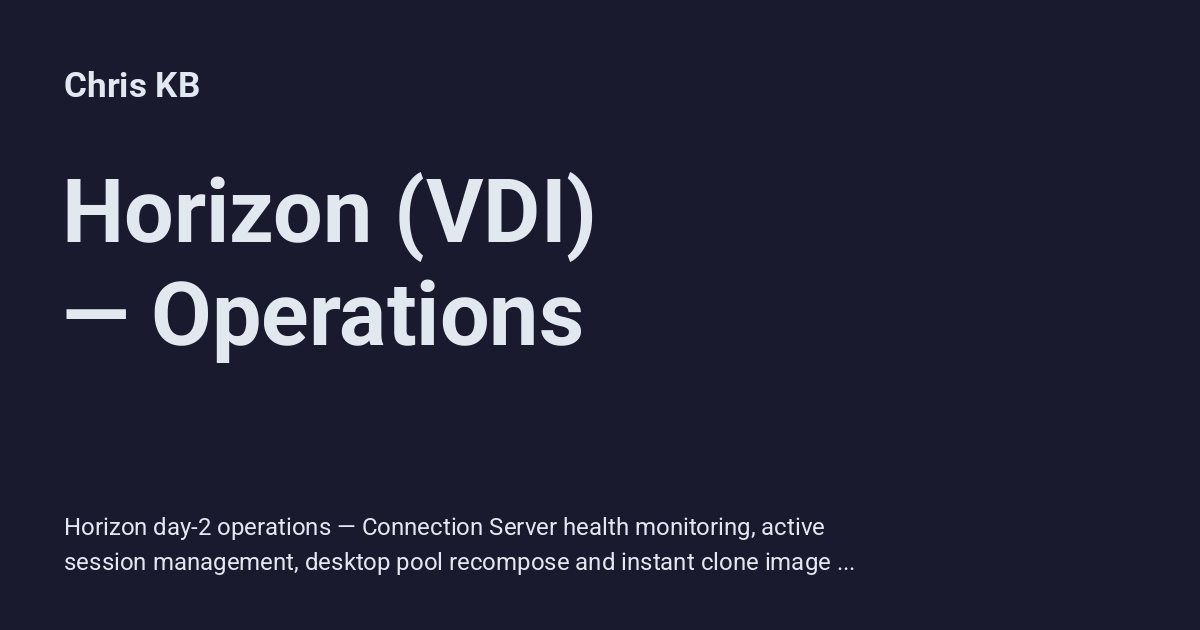 Chris KB
Horizon (VDI)
— Operations
Horizon day-2 operations — Connection Server health monitoring, active
session management, desktop pool recompose and instant clone image ...